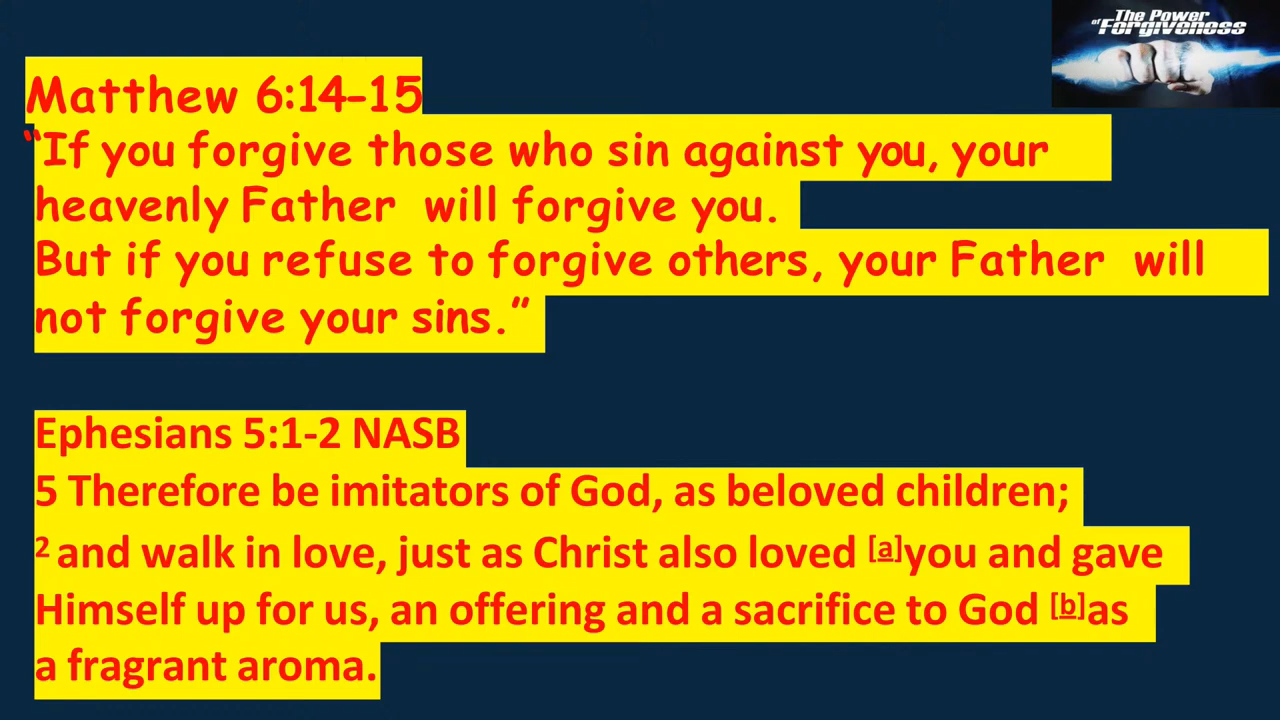 The Power
of Forgiveness
Matthew 6:14-15
“If you forgive those who sin against you, your
heavenly Father will forgive you.
But if you refuse to forgive others, your Father will
not forgive your sins.”
Ephesians 5:1-2 NASB
5 Therefore be imitators of God, as beloved children;
2 and walk in love, just as Christ also loved [a]you and gave
Himself up for us, an offering and a sacrifice to God [b]as
a fragrant aroma.